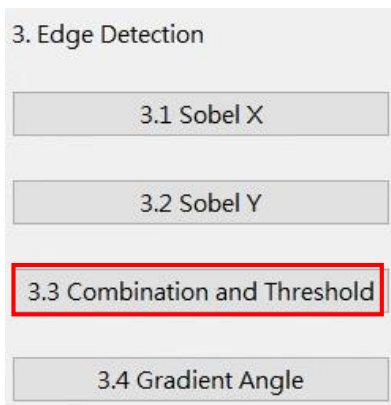 3. Edge Detection
3.1 Sobel X
3.2 Sobel Y
3.3 Combination and Threshold
3.4 Gradient Angle